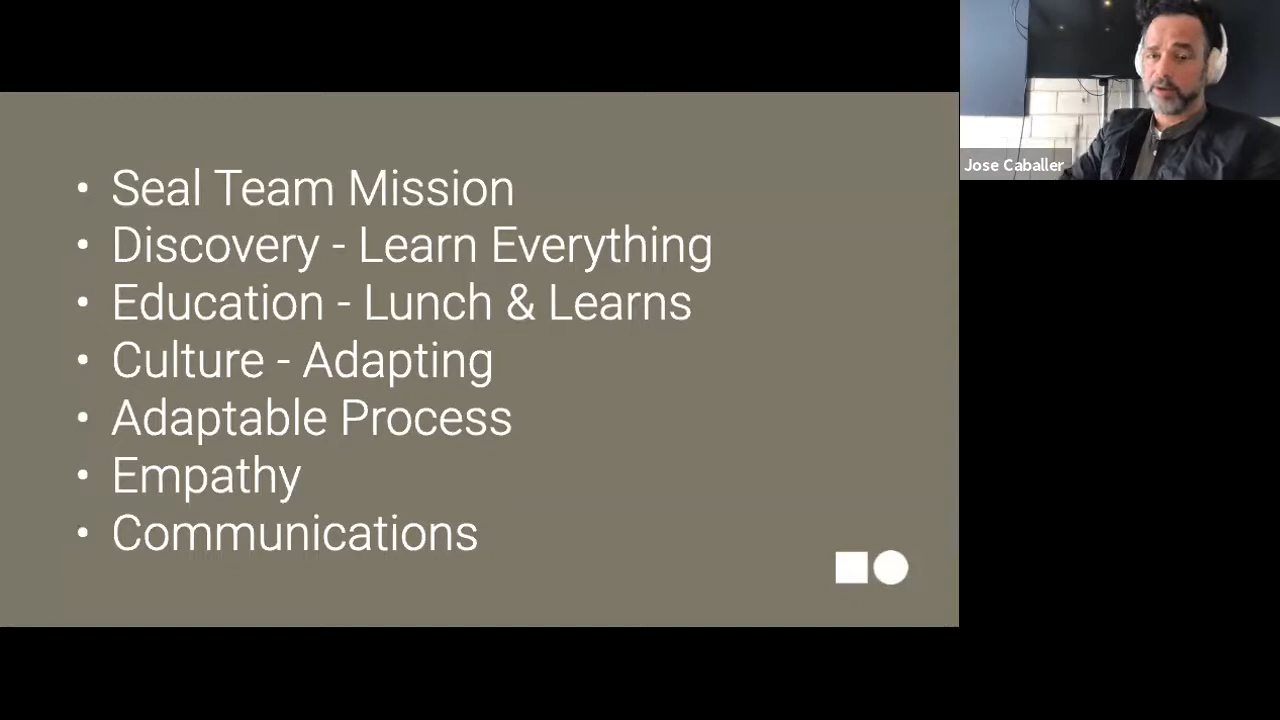 • Seal Team Mission
• Discovery - Learn Everything
• Education - Lunch & Learns
• Culture - Adapting
• Adaptable Process
• Empathy
• Communications
Jose Caballer